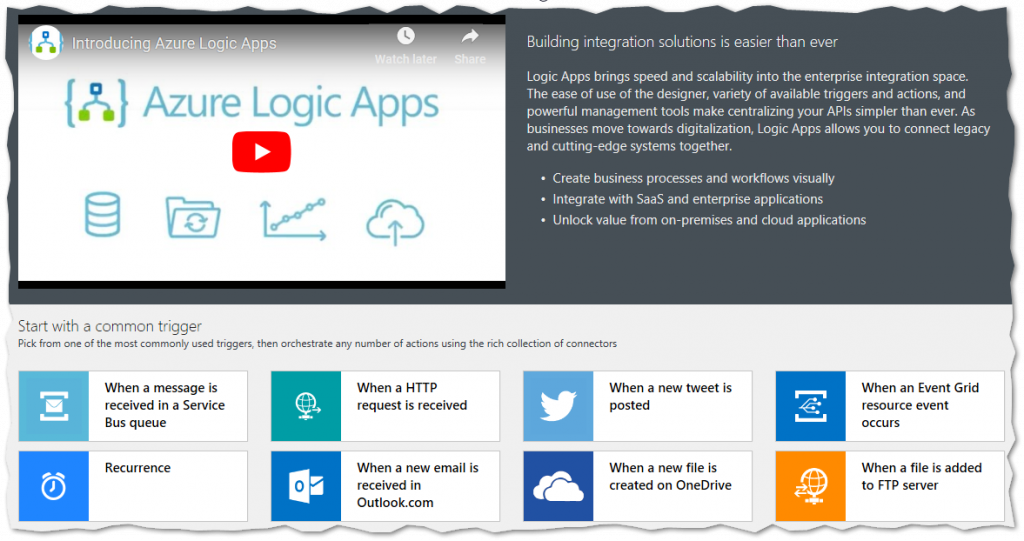 Introducing Azure Logic Apps
Watch later
Share
Azure Logic Apps
Building integration solutions is easier than ever
Logic Apps brings speed and scalability into the enterprise integration space.
The ease of use of the designer, variety of available triggers and actions, and
powerful management tools make centralizing your APIs simpler than ever. As
businesses move towards digitalization, Logic Apps allows you to connect legacy
and cutting-edge systems together.
• Create business processes and workflows visually
• Integrate with SaaS and enterprise applications
• Unlock value from on-premises and cloud applications
Start with a common trigger
Pick from one of the most commonly used triggers, then orchestrate any number of actions using the rich collection of connectors
When a message is
received in a Service
Bus queue
When a HTTP
request is received
When a new tweet is
posted
When an Event Grid
resource event
occurs
Recurrence
When a new email is
received in
Outlook.com
When a new file is
created on OneDrive
When a file is added
to FTP server